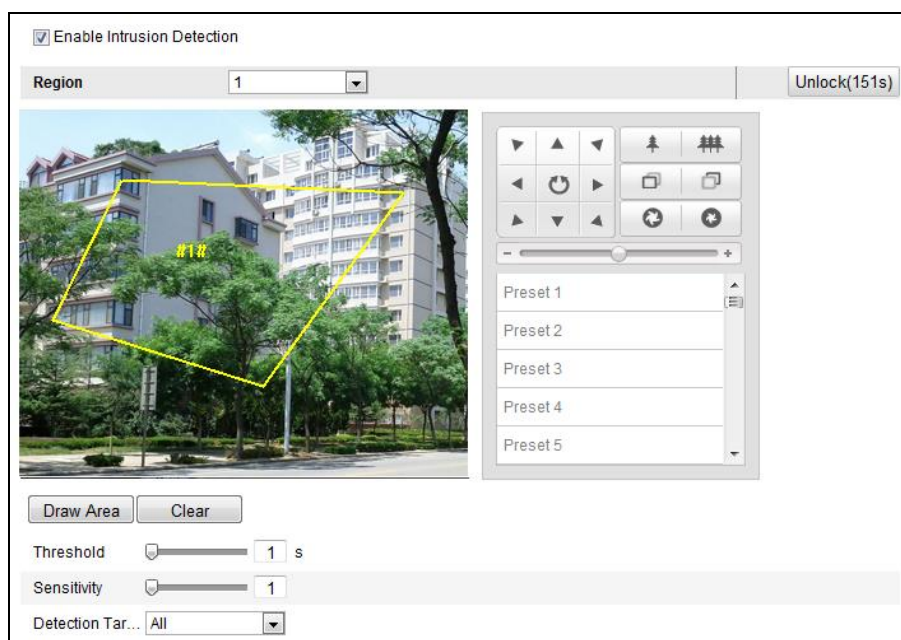 Enable Intrusion Detection
Region 1 Unlock(151s)
#1#
Preset 1
Preset 2
Preset 3
Preset 4
Preset 5
Draw Area Clear
Threshold 1 s
Sensitivity 1
Detection Tar... All